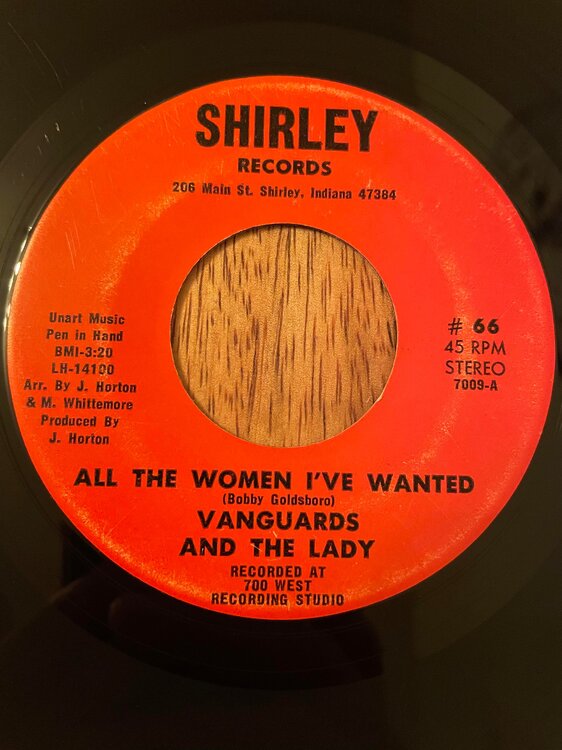 SHIRLEY
RECORDS
206 Main St. Shirley, Indiana 47384
Unart Music
Pen in Hand
BMI-3:20
LH-14190
Arr. By J. Horton
& M. Whittemore
Produced By
J. Horton
# 66
45 RPM
STEREO
7009-A
ALL THE WOMEN I'VE WANTED
(Bobby Goldsboro)
VANGUARDS
AND THE LADY
RECORDED AT
700 WEST
RECORDING STUDIO